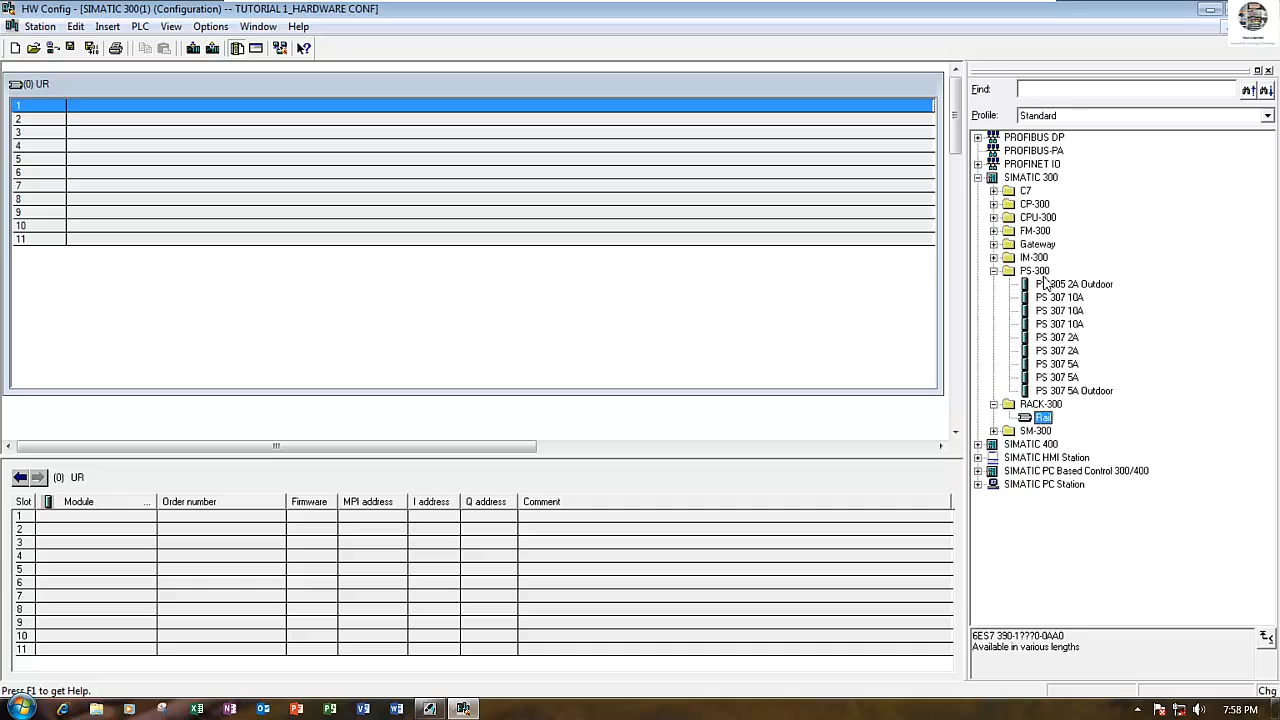 HW Config - [SIMATIC 300(1) (Configuration) -- TUTORIAL 1_HARDWARE CONF]
Station Edit Insert PLC View Options Window Help
(0) UR
1
2
3
4
5
6
7
8
9
10
11
Find:
Profile: Standard
PROFIBUS DP
PROFIBUS-PA
PROFINET IO
SIMATIC 300
C7
CP-300
CPU-300
FM-300
Gateway
IM-300
PS-300
PS 305 2A Outdoor
PS 307 10A
PS 307 10A
PS 307 10A
PS 307 2A
PS 307 2A
PS 307 5A
PS 307 5A
PS 307 5A Outdoor
RACK-300
Rail
SM-300
SIMATIC 400
SIMATIC HMI Station
SIMATIC PC Based Control 300/400
SIMATIC PC Station
(0) UR
Slot Module ... Order number Firmware MPI address I address Q address Comment
1
2
3
4
5
6
7
8
9
10
11
6ES7 390-1???0-0AA0
Available in various lengths
Press F1 to get Help.
Chg
7:58 PM